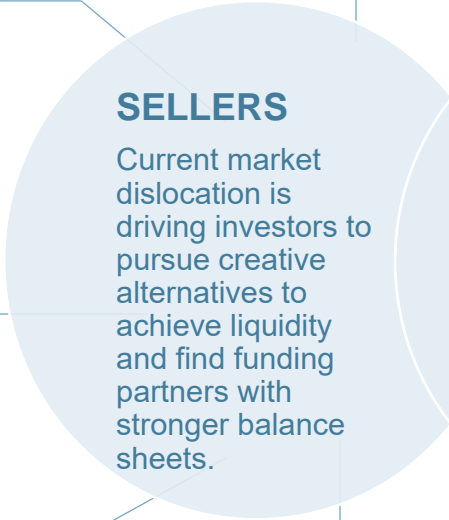 SELLERS
Current market
dislocation is
driving investors to
pursue creative
alternatives to
achieve liquidity
and find funding
partners with
stronger balance
sheets.